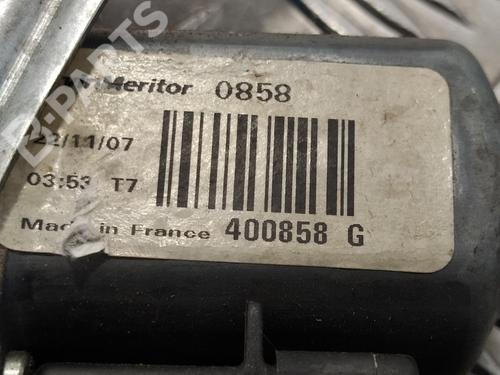 Meritor 0858
22/11/07
03:53 T7
Made in France 400858 G
B-PARTS